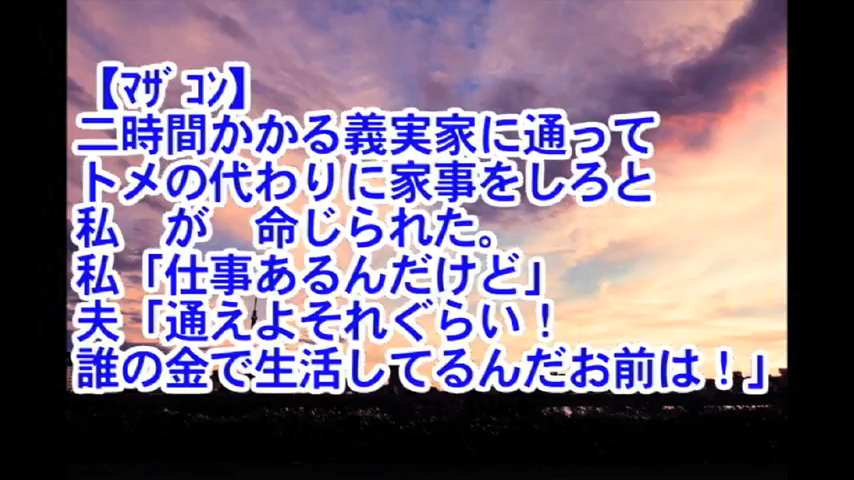 【ﾏｻﾞｺﾝ】
二時間かかる義実家に通って
トメの代わりに家事をしろと
私　が　命じられた。
私「仕事あるんだけど」
夫「通えよそれぐらい！
誰の金で生活してるんだお前は！」